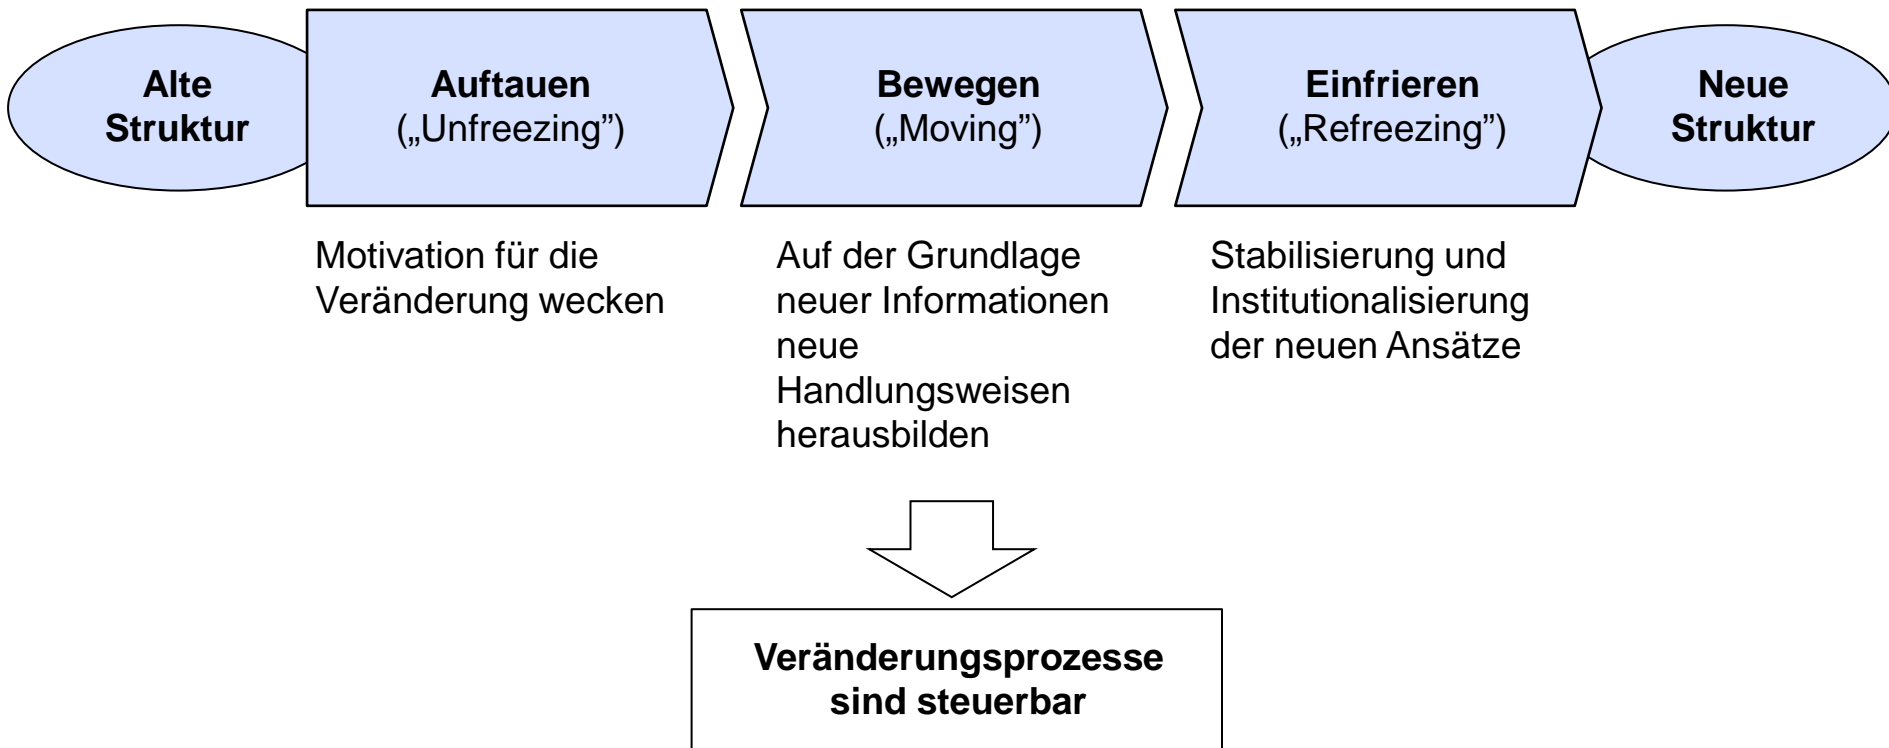 Alte
Struktur
Auftauen
(„Unfreezing”)
Bewegen
(„Moving”)
Einfrieren
(„Refreezing”)
Neue
Struktur
Motivation für die
Veränderung wecken
Auf der Grundlage
neuer Informationen
neue
Handlungsweisen
herausbilden
Stabilisierung und
Institutionalisierung
der neuen Ansätze
Veränderungsprozesse
sind steuerbar